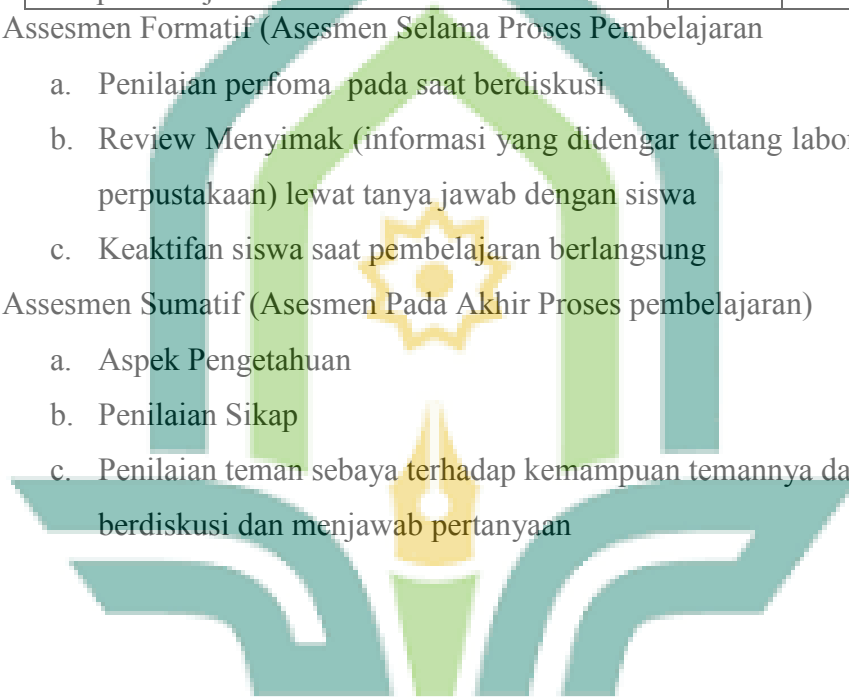 Assesmen Formatif (Asesmen Selama Proses Pembelajaran
a. Penilaian perfoma pada saat berdiskusi
b. Review Menyimak (informasi yang didengar tentang
perpustakaan) lewat tanya jawab dengan siswa
c. Keaktifan siswa saat pembelajaran berlangsung
Assesmen Sumatif (Asesmen Pada Akhir Proses pembelajaran)
a. Aspek Pengetahuan
b. Penilaian Sikap
c. Penilaian teman sebaya terhadap kemampuan temannya
berdiskusi dan menjawab pertanyaan